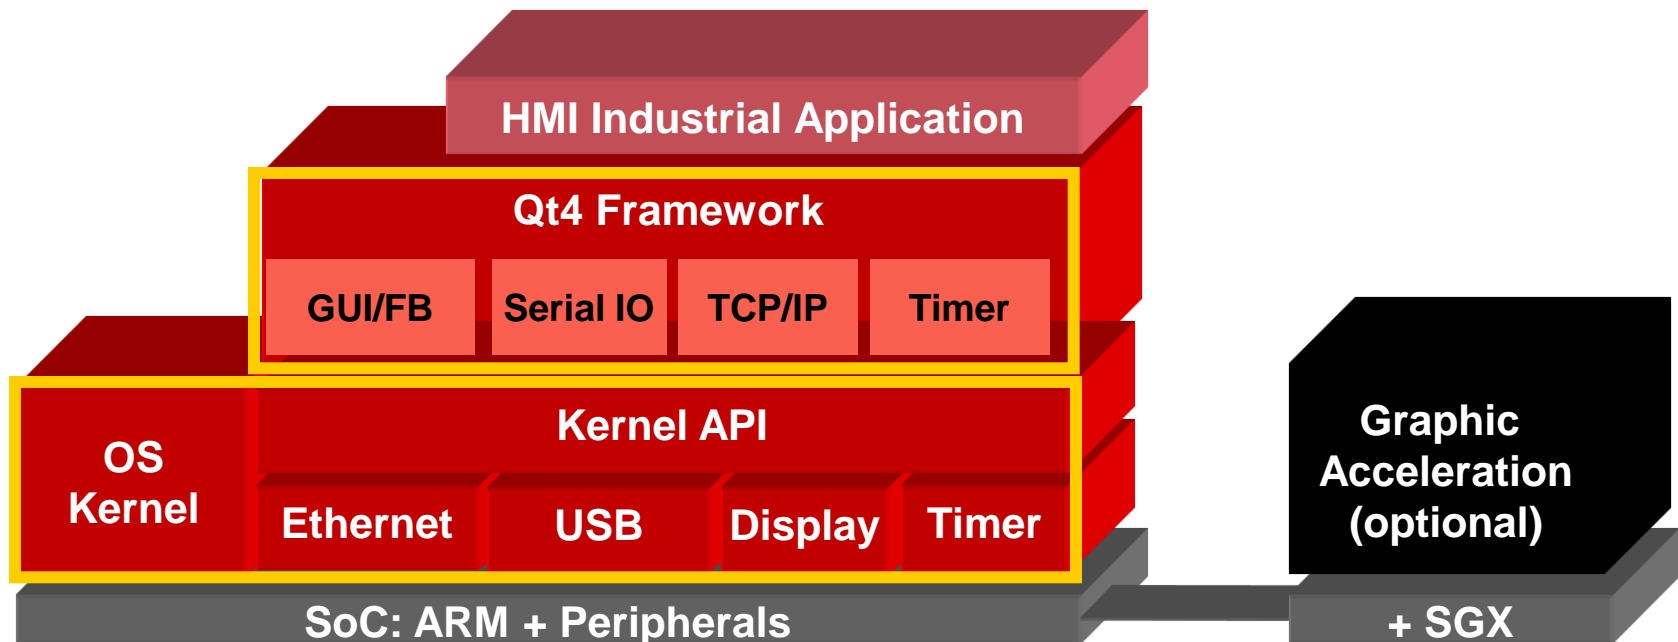 HMI Industrial Application
Qt4 Framework
GUI/FB
Serial IO
TCP/IP
Timer
OS
Kernel
Kernel API
Ethernet
USB
Display
Timer
SoC: ARM + Peripherals
Graphic
Acceleration
(optional)
+ SGX